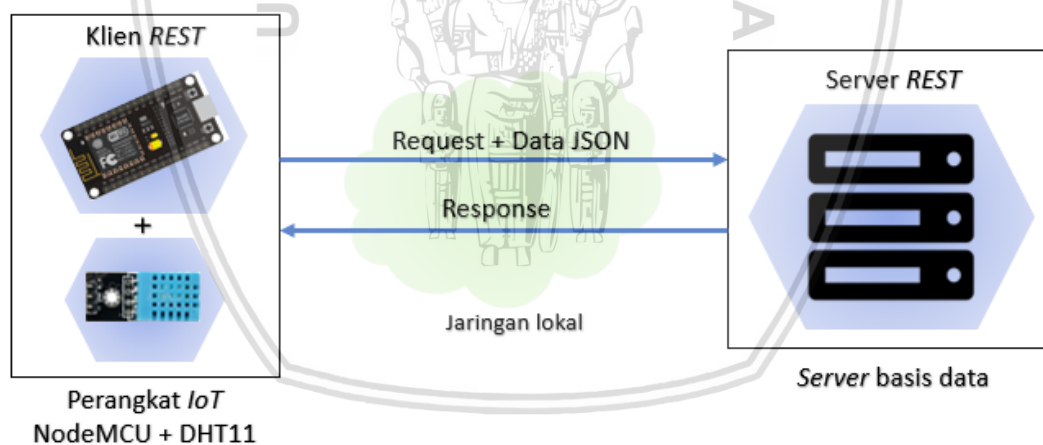 Klien REST
+
Perangkat IoT
NodeMCU + DHT11
Request + Data JSON
Response
Jaringan lokal
Server REST
Server basis data
U
A